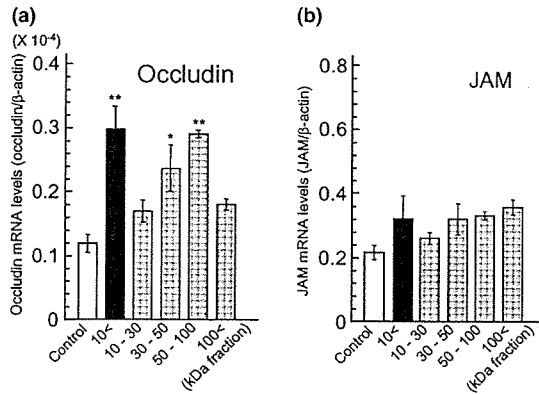 (a)
(X 10-4)
Occludin
Occludin mRNA levels (occludin/β-actin)
0.4
0.3
0.2
0.1
0
**
*
**
Control
10<
10 - 30
30 - 50
50 - 100
100<
(kDa fraction)
(b)
JAM
JAM mRNA levels (JAM/β-actin)
0.8
0.6
0.4
0.2
0
Control
10<
10 - 30
30 - 50
50 - 100
100<
(kDa fraction)